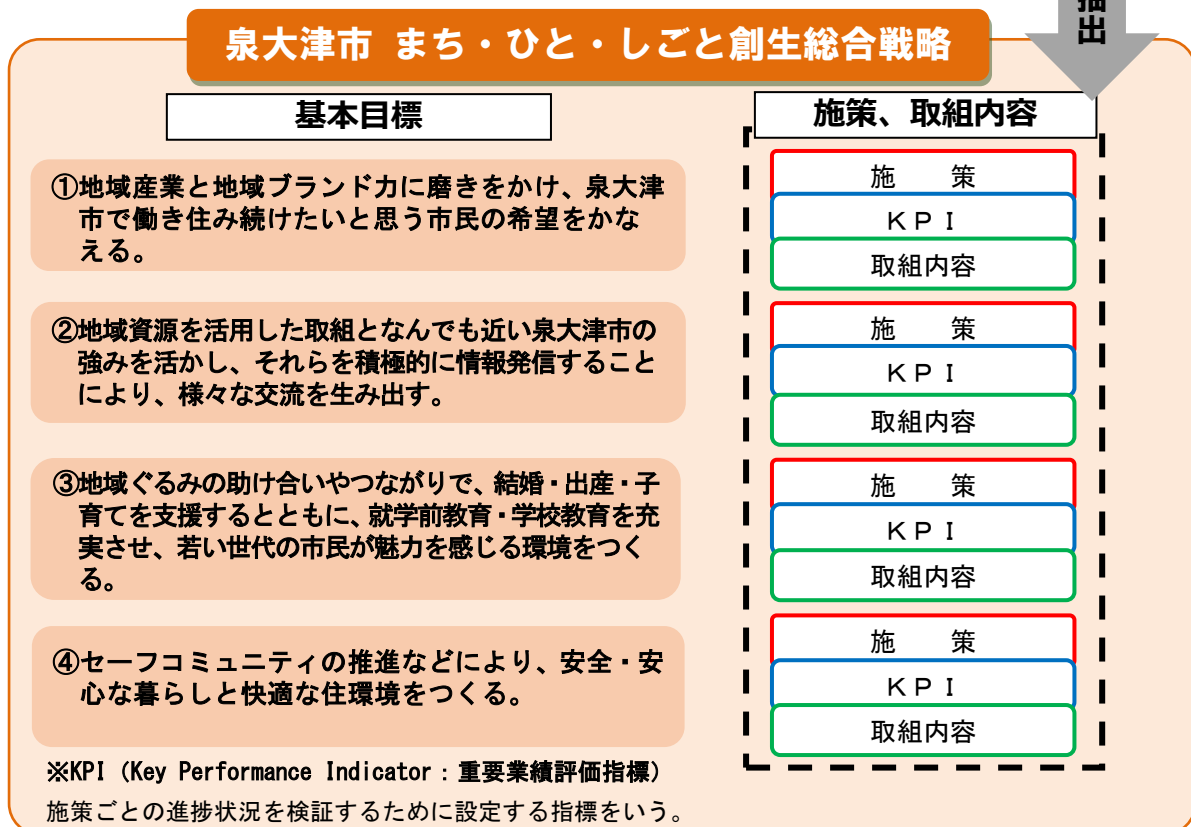 抽出
泉大津市 まち・ひと・しごと創生総合戦略
基本目標
施策、取組内容
①地域産業と地域ブランド力に磨きをかけ、泉大津
市で働き住み続けたいと思う市民の希望をかな
える。
施 策
ＫＰＩ
取組内容
②地域資源を活用した取組となんでも近い泉大津市の
強みを活かし、それらを積極的に情報発信すること
により、様々な交流を生み出す。
施 策
ＫＰＩ
取組内容
③地域ぐるみの助け合いやつながりで、結婚・出産・子
育てを支援するとともに、就学前教育・学校教育を充
実させ、若い世代の市民が魅力を感じる環境をつく
る。
施 策
ＫＰＩ
取組内容
④セーフコミュニティの推進などにより、安全・安
心な暮らしと快適な住環境をつくる。
施 策
ＫＰＩ
取組内容
※KPI（Key Performance Indicator：重要業績評価指標）
施策ごとの進捗状況を検証するために設定する指標をいう。